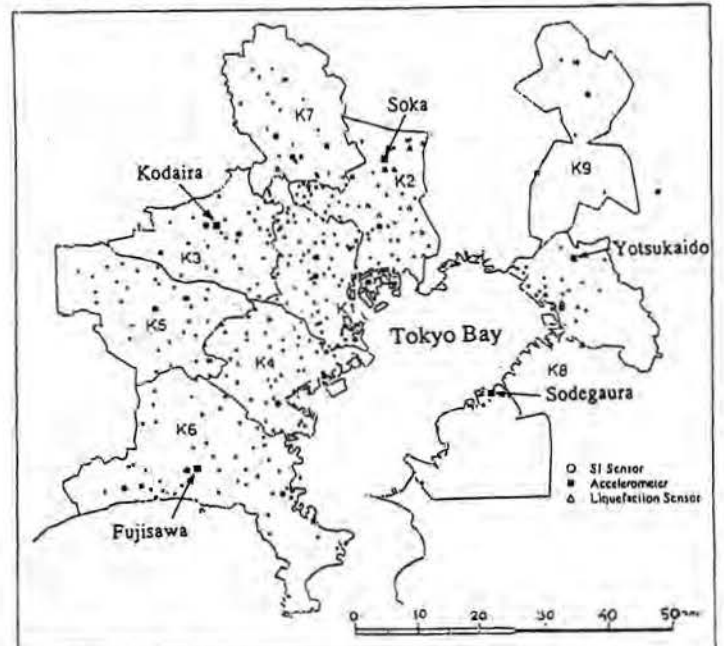 K7
Soka
Kodaira
K2
K9
K3
Yotsukaido
K5
K1
Tokyo Bay
K4
K8
Sodegaura
K6
SI Sensor
Accelerometer
Liquefaction Sensor
Fujisawa
0 10 20 30 40 50